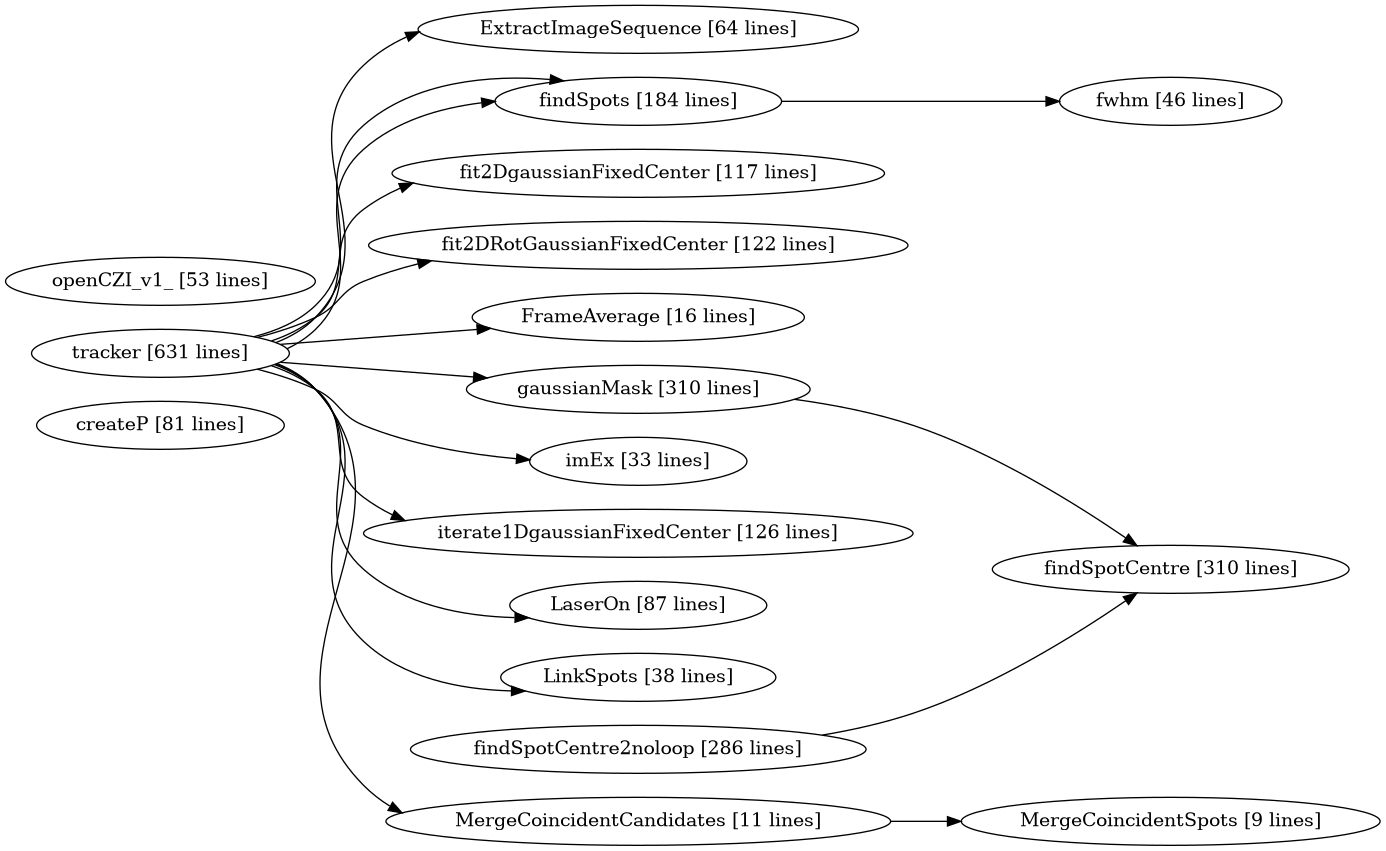 ExtractImageSequence [64 lines]
findSpots [184 lines]
fwhm [46 lines]
fit2DgaussianFixedCenter [117 lines]
fit2DRotGaussianFixedCenter [122 lines]
openCZI_v1_ [53 lines]
FrameAverage [16 lines]
tracker [631 lines]
gaussianMask [310 lines]
createP [81 lines]
imEx [33 lines]
iterate1DgaussianFixedCenter [126 lines]
findSpotCentre [310 lines]
LaserOn [87 lines]
LinkSpots [38 lines]
findSpotCentre2noloop [286 lines]
MergeCoincidentCandidates [11 lines]
MergeCoincidentSpots [9 lines]